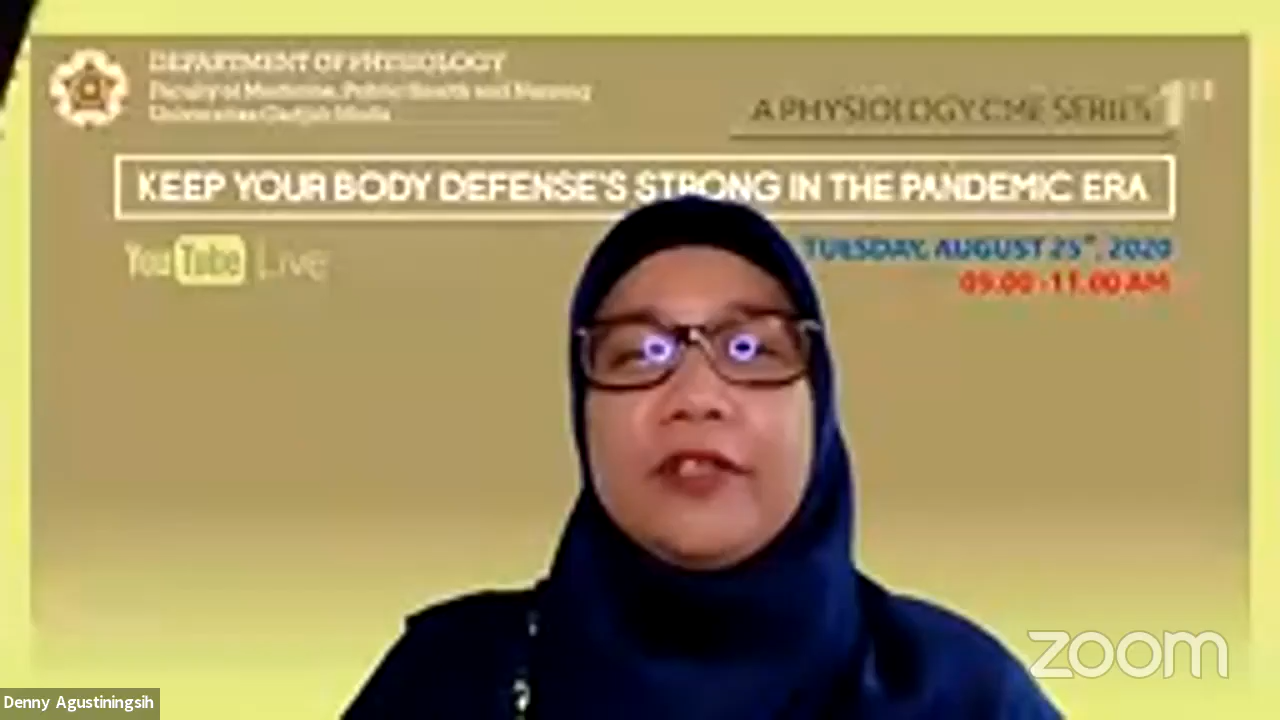 DEPARTMENT OF PHYSIOLOGY
Faculty of Medicine, Public Health and Nursing
Universitas Gadjah Mada
A PHYSIOLOGY CME SERIES 1ST
KEEP YOUR BODY DEFENSE'S STRONG IN THE PANDEMIC ERA
YouTube Live
TUESDAY, AUGUST 25th, 2020
09.00 - 11.00 AM
zoom
Denny Agustiningsih